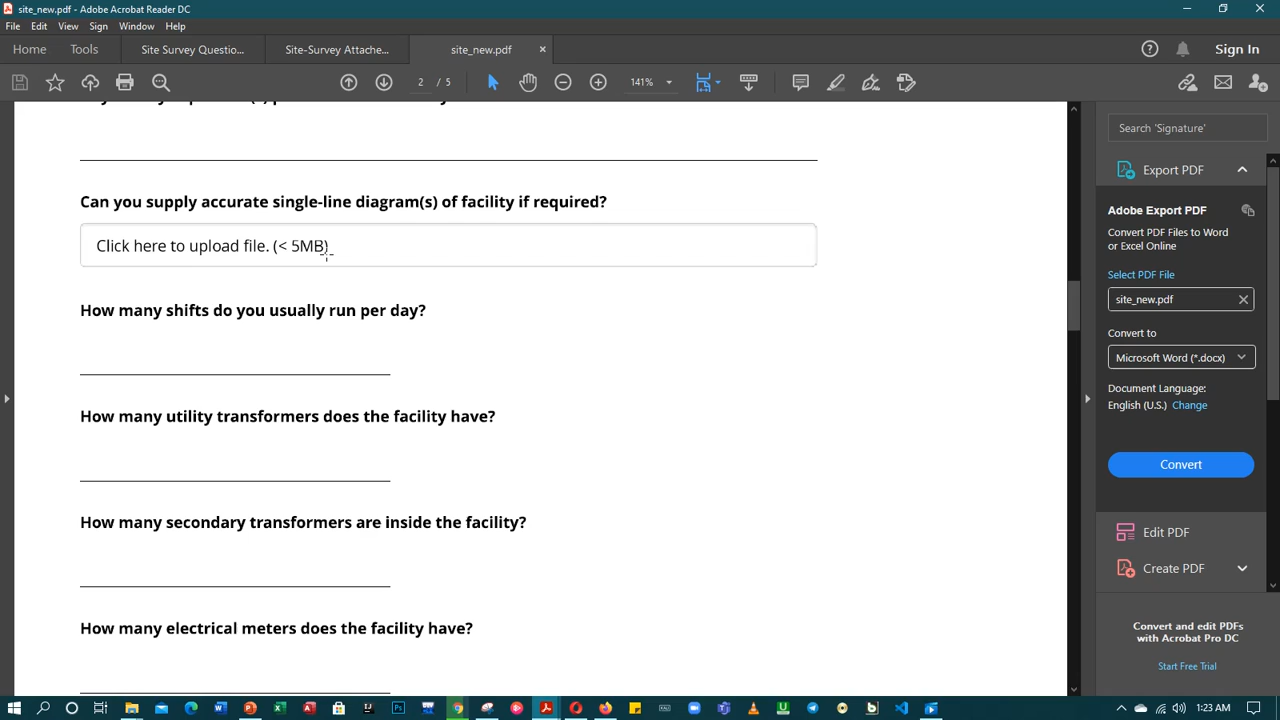 site_new.pdf - Adobe Acrobat Reader DC
File Edit View Sign Window Help
Home Tools Site Survey Questio... Site-Survey Attache... site_new.pdf Sign In
2 / 5 141%
Can you supply accurate single-line diagram(s) of facility if required?
Click here to upload file. (< 5MB)
How many shifts do you usually run per day?
How many utility transformers does the facility have?
How many secondary transformers are inside the facility?
How many electrical meters does the facility have?
Search 'Signature'
Export PDF
Adobe Export PDF
Convert PDF Files to Word
or Excel Online
Select PDF File
site_new.pdf
Convert to
Microsoft Word (*.docx)
Document Language:
English (U.S.) Change
Convert
Edit PDF
Create PDF
Convert and edit PDFs
with Acrobat Pro DC
Start Free Trial
1:23 AM